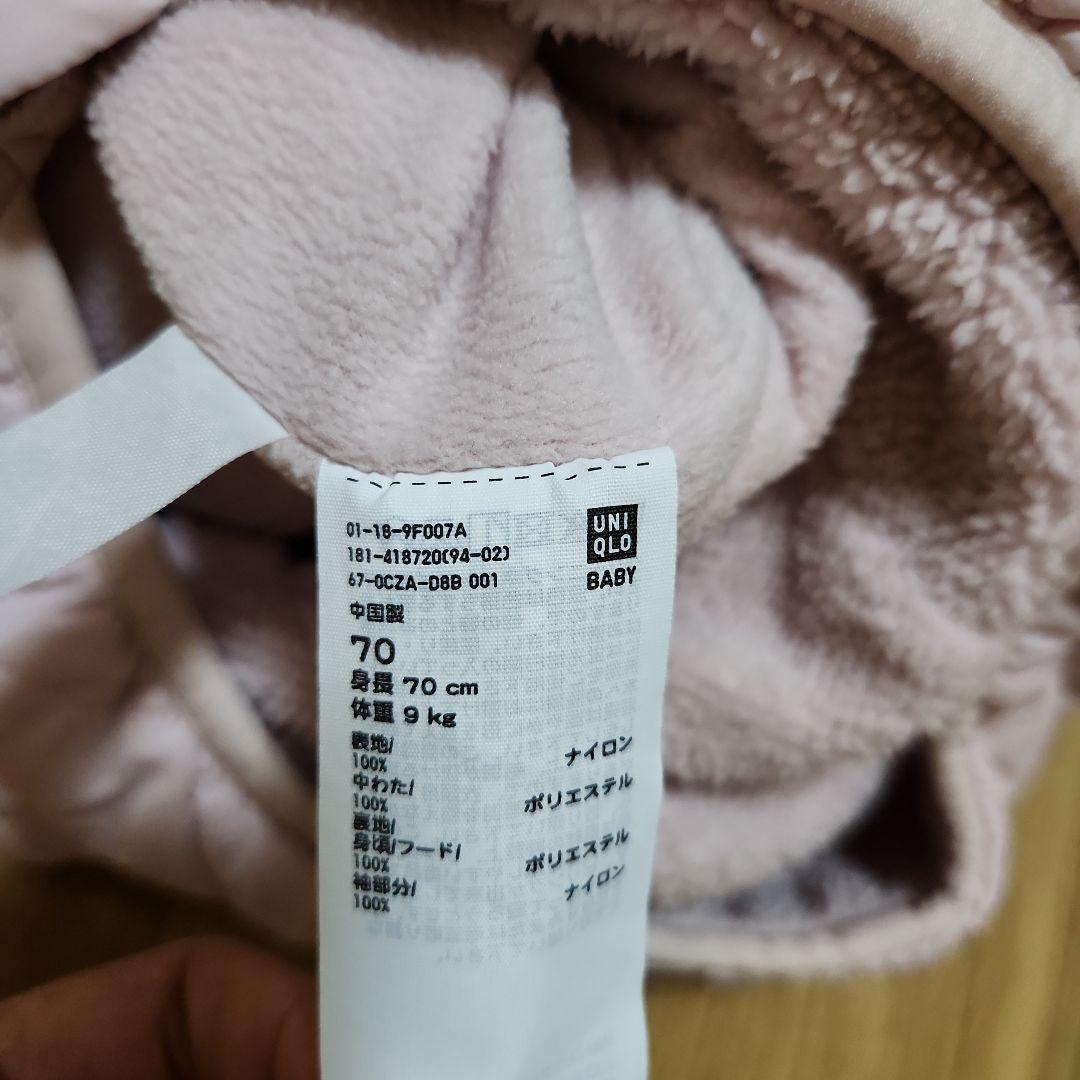 01-18-9F007A
181-418720(94-02)
67-0CZA-D8B 001
UNI
QLO
BABY
中国製
70
身長 70 cm
体重 9 kg
表地/
100% ナイロン
中わた/
100% ポリエステル
裏地/
身頃/フード/
100% ポリエステル
袖部分/
100% ナイロン